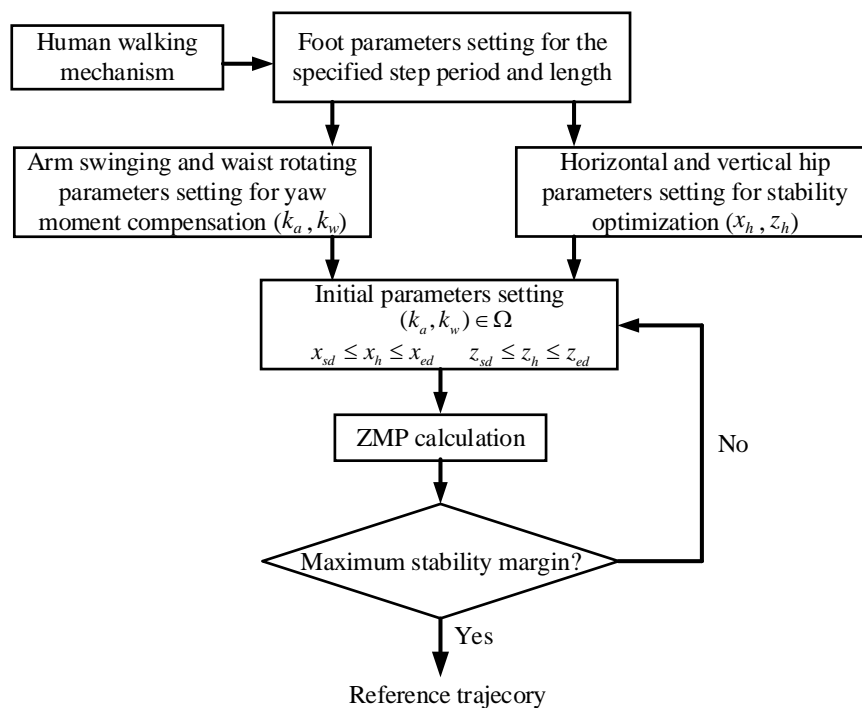 Human walking
mechanism
Foot parameters setting for the
specified step period and length
Arm swinging and waist rotating
parameters setting for yaw
moment compensation (k_a , k_w)
Horizontal and vertical hip
parameters setting for stability
optimization (x_h , z_h)
Initial parameters setting
(k_a , k_w) ∈ Ω
x_sd ≤ x_h ≤ x_ed z_sd ≤ z_h ≤ z_ed
ZMP calculation
No
Maximum stability margin?
Yes
Reference trajecory